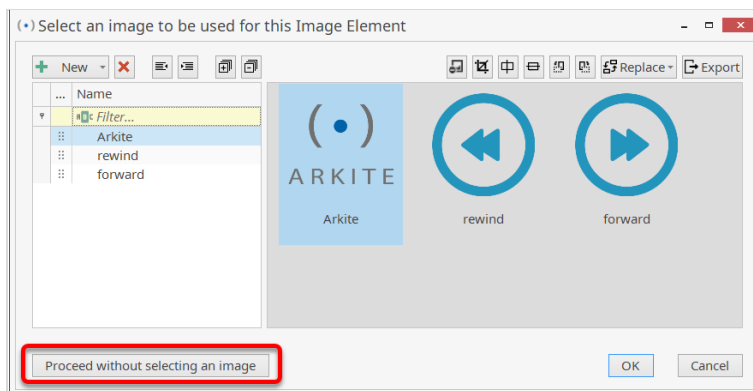 (•) Select an image to be used for this Image Element
New
Replace
Export
... Name
Filter...
Arkite
rewind
forward
(•)
ARKITE
Arkite
rewind
forward
Proceed without selecting an image
OK
Cancel